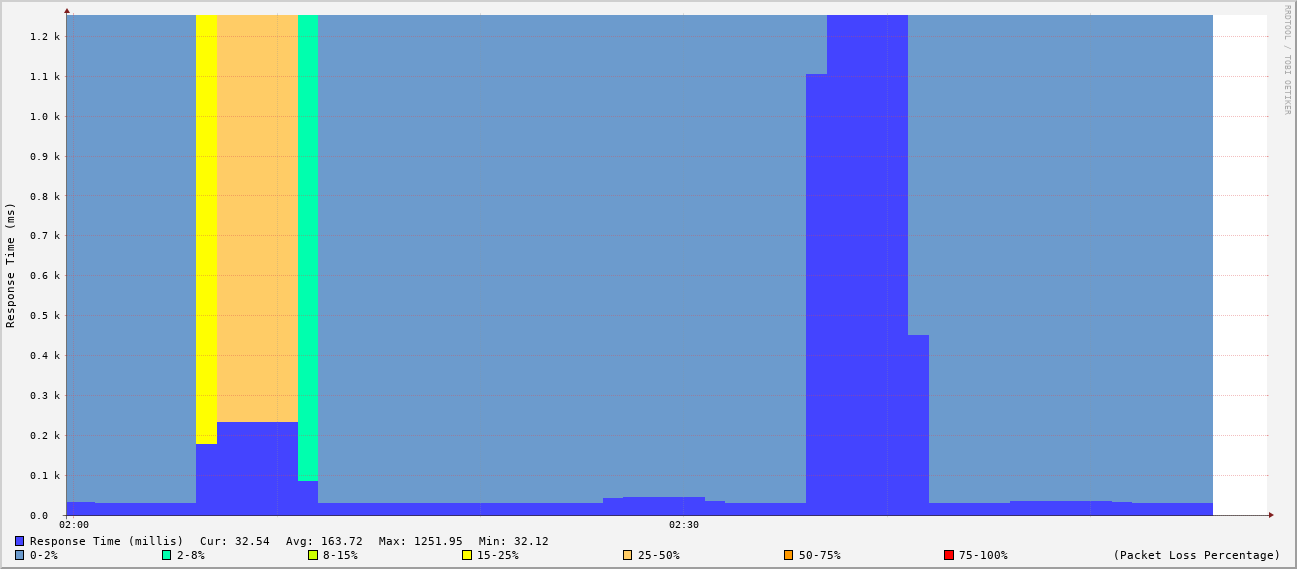 1.2 k
1.1 k
1.0 k
0.9 k
0.8 k
0.7 k
0.6 k
0.5 k
0.4 k
0.3 k
0.2 k
0.1 k
0.0
Response Time (ms)
02:00 02:30
RRDTOOL / TOBI OETIKER
Response Time (millis) Cur: 32.54 Avg: 163.72 Max: 1251.95 Min: 32.12
0-2% 2-8% 8-15% 15-25% 25-50% 50-75% 75-100% (Packet Loss Percentage)